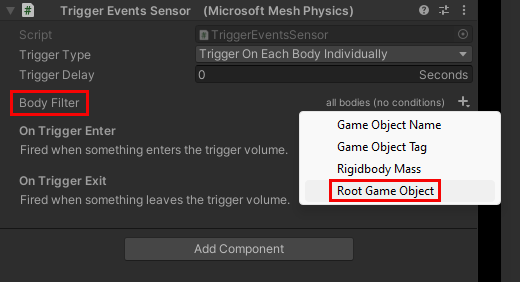 Trigger Events Sensor (Microsoft Mesh Physics)
Script TriggerEventsSensor
Trigger Type Trigger On Each Body Individually
Trigger Delay 0 Seconds
Body Filter all bodies (no conditions)
Game Object Name
Game Object Tag
Rigidbody Mass
Root Game Object
On Trigger Enter
Fired when something enters the trigger volume.
On Trigger Exit
Fired when something leaves the trigger volume.
Add Component